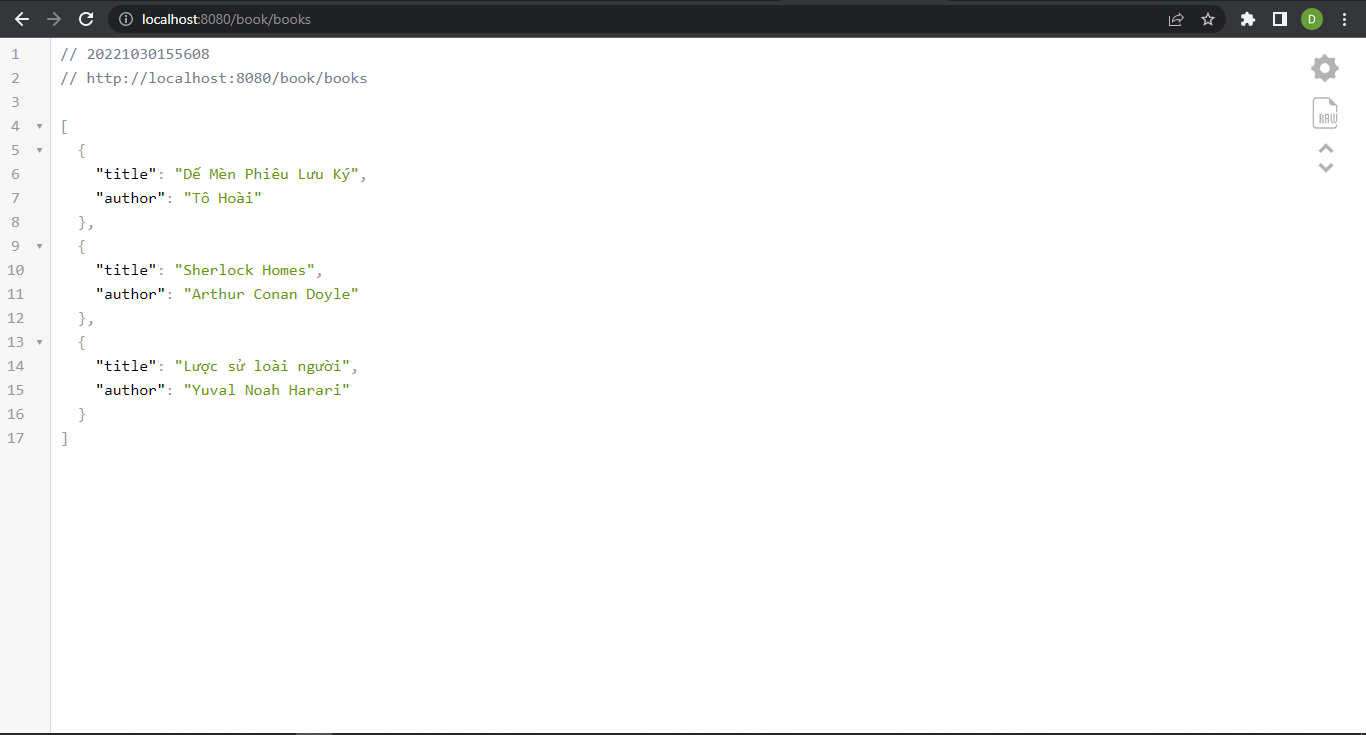 localhost:8080/book/books
D
1 // 20221030155608
2 // http://localhost:8080/book/books
3
4 [
5 {
6 "title": "Dế Mèn Phiêu Lưu Ký",
7 "author": "Tô Hoài"
8 },
9 {
10 "title": "Sherlock Homes",
11 "author": "Arthur Conan Doyle"
12 },
13 {
14 "title": "Lược sử loài người",
15 "author": "Yuval Noah Harari"
16 }
17 ]
RAW